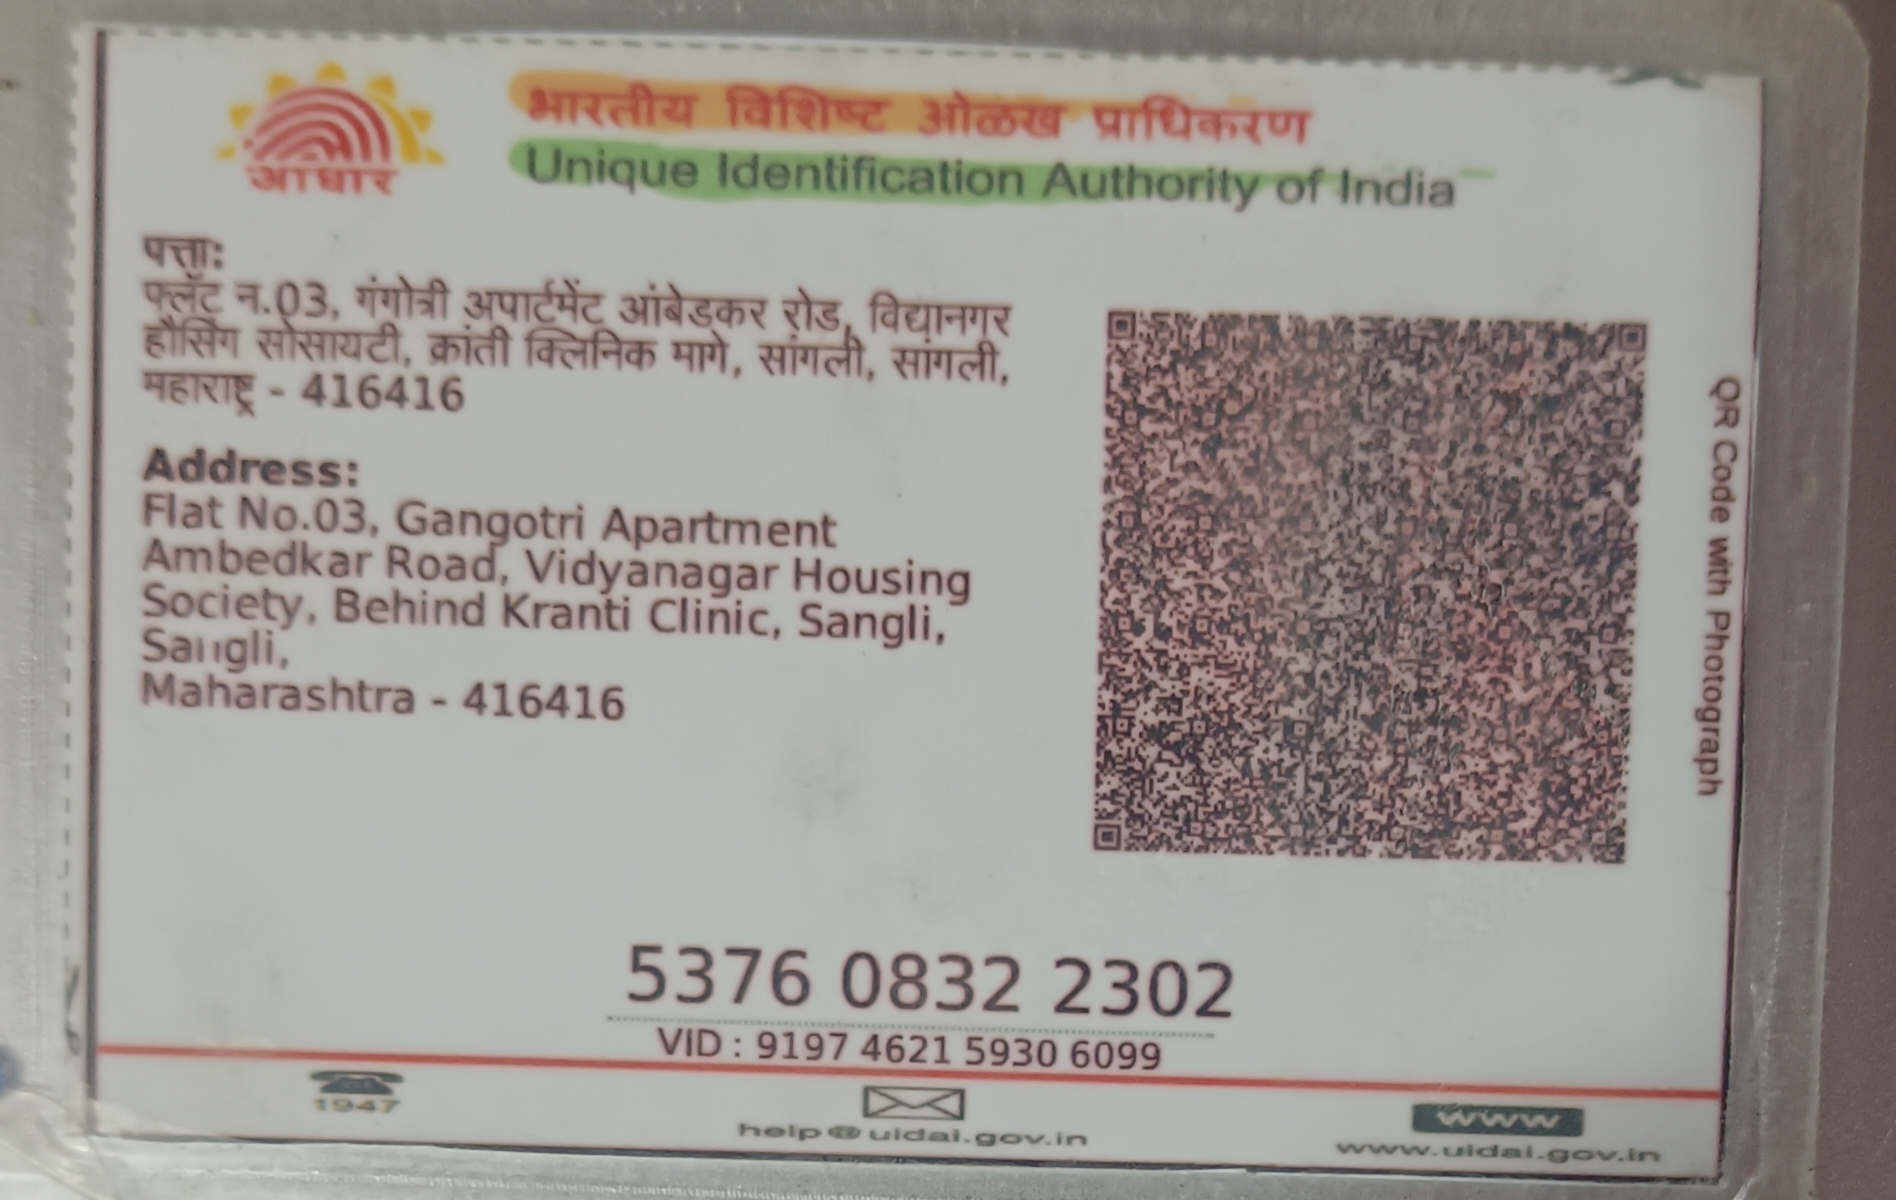 आधार
भारतीय विशिष्ट ओळख प्राधिकरण
Unique Identification Authority of India
पत्ता:
फ्लॅट न.03, गंगोत्री अपार्टमेंट आंबेडकर रोड, विद्यानगर
हौसिंग सोसायटी, क्रांती क्लिनिक मागे, सांगली, सांगली,
महाराष्ट्र - 416416
Address:
Flat No.03, Gangotri Apartment
Ambedkar Road, Vidyanagar Housing
Society, Behind Kranti Clinic, Sangli,
Sangli,
Maharashtra - 416416
QR Code with Photograph
5376 0832 2302
VID : 9197 4621 5930 6099
1947
help@uidai.gov.in
www
www.uidai.gov.in